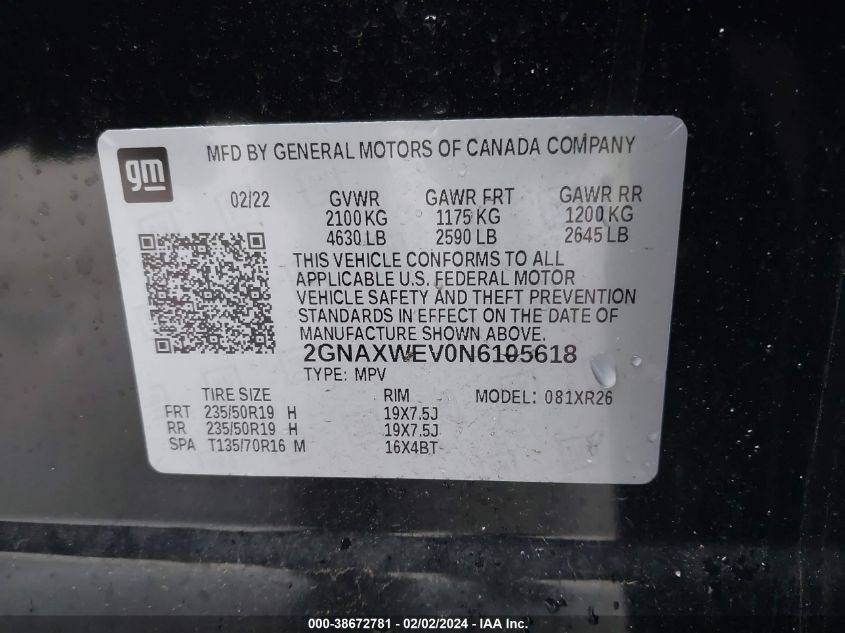 gm
MFD BY GENERAL MOTORS OF CANADA COMPANY
02/22 GVWR GAWR FRT GAWR RR
2100 KG 1175 KG 1200 KG
4630 LB 2590 LB 2645 LB
THIS VEHICLE CONFORMS TO ALL
APPLICABLE U.S. FEDERAL MOTOR
VEHICLE SAFETY AND THEFT PREVENTION
STANDARDS IN EFFECT ON THE DATE OF
MANUFACTURE SHOWN ABOVE.
2GNAXWEV0N6105618
TYPE: MPV
TIRE SIZE RIM MODEL: 081XR26
FRT 235/50R19 H 19X7.5J
RR 235/50R19 H 19X7.5J
SPA T135/70R16 M 16X4BT
000-38672781 - 02/02/2024 - IAA Inc.